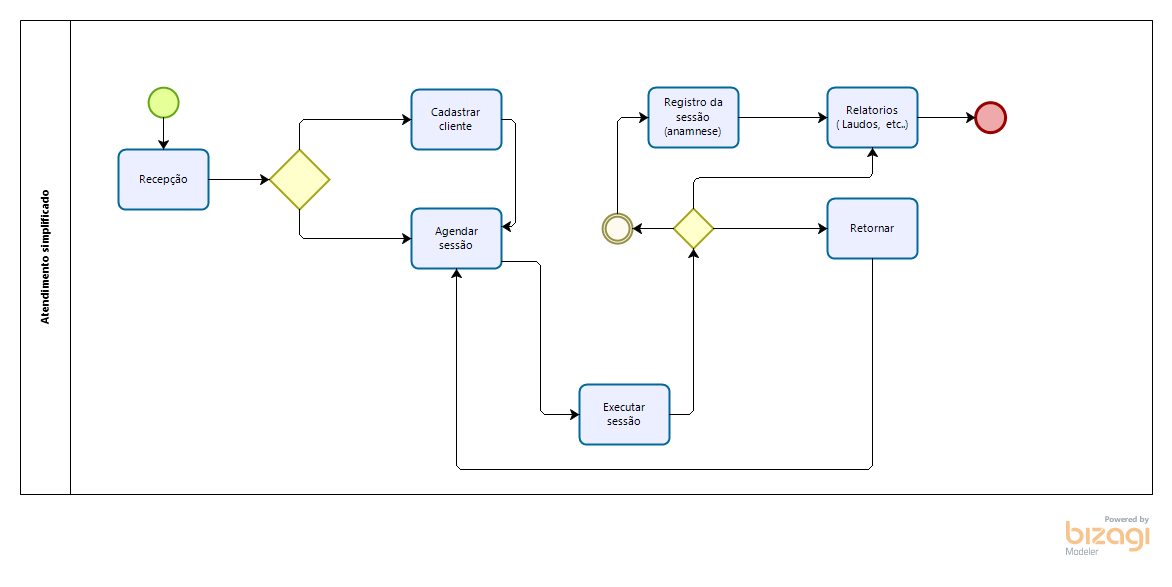 Atendimento simplificado
Recepção
Cadastrar
cliente
Agendar
sessão
Executar
sessão
Registro da
sessão
(anamnese)
Relatorios
( Laudos, etc..)
Retornar
Powered by
bizagi
Modeler